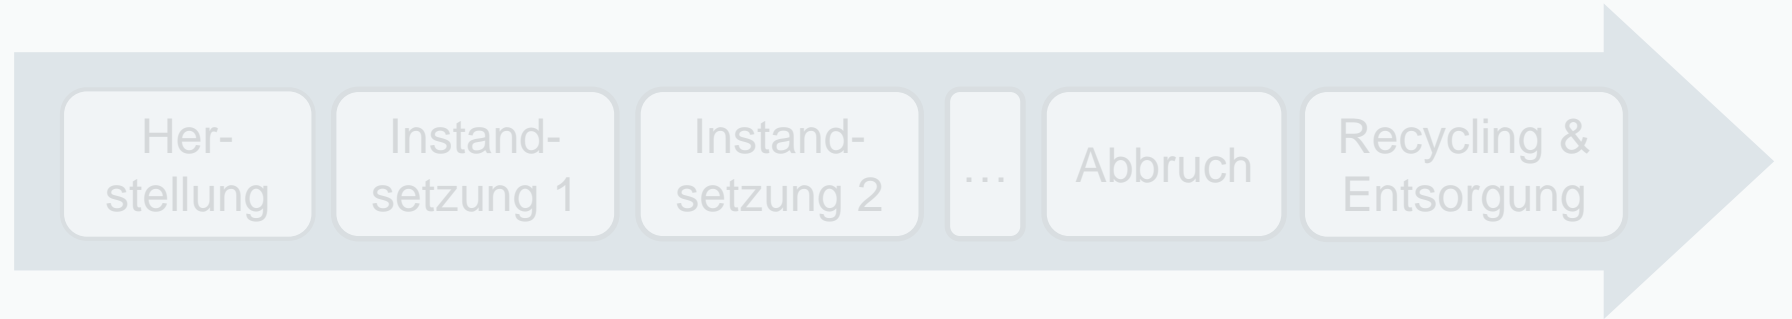 Her-
stellung
Instand-
setzung 1
Instand-
setzung 2
...
Abbruch
Recycling &
Entsorgung